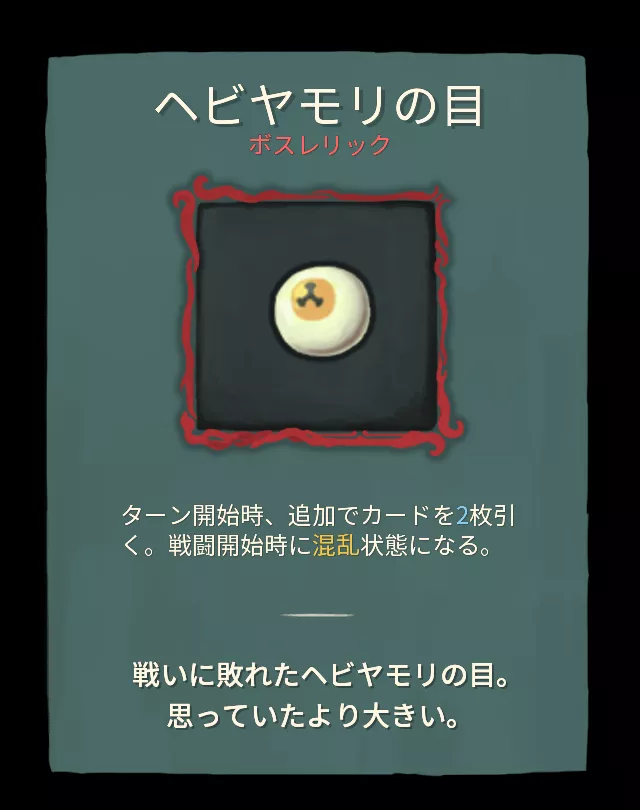 ヘビヤモリの目
ボスレリック
ターン開始時、追加でカードを2枚引
く。戦闘開始時に混乱状態になる。
戦いに敗れたヘビヤモリの目。
思っていたより大きい。